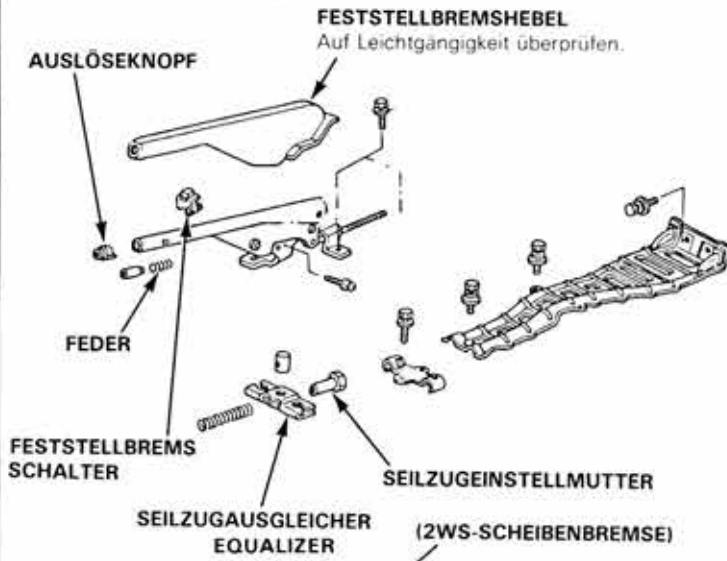 FESTSTELLBREMSHEBEL
Auf Leichtgängigkeit überprüfen.
AUSLÖSEKNOPF
FEDER
FESTSTELLBREMS
SCHALTER
SEILZUGEINSTELLMUTTER
SEILZUGAUSGLEICHER
EQUALIZER
(2WS-SCHEIBENBREMSE)